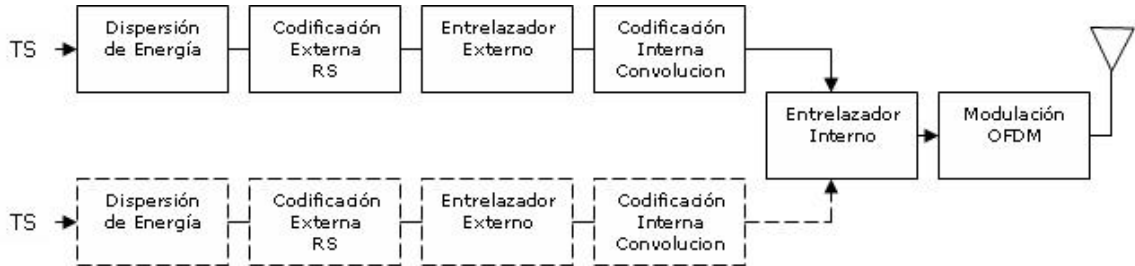 TS
Dispersión
de Energía
Codificación
Externa
RS
Entrelazador
Externo
Codificación
Interna
Convolucion
Entrelazador
Interno
Modulación
OFDM
TS
Dispersión
de Energía
Codificación
Externa
RS
Entrelazador
Externo
Codificación
Interna
Convolucion